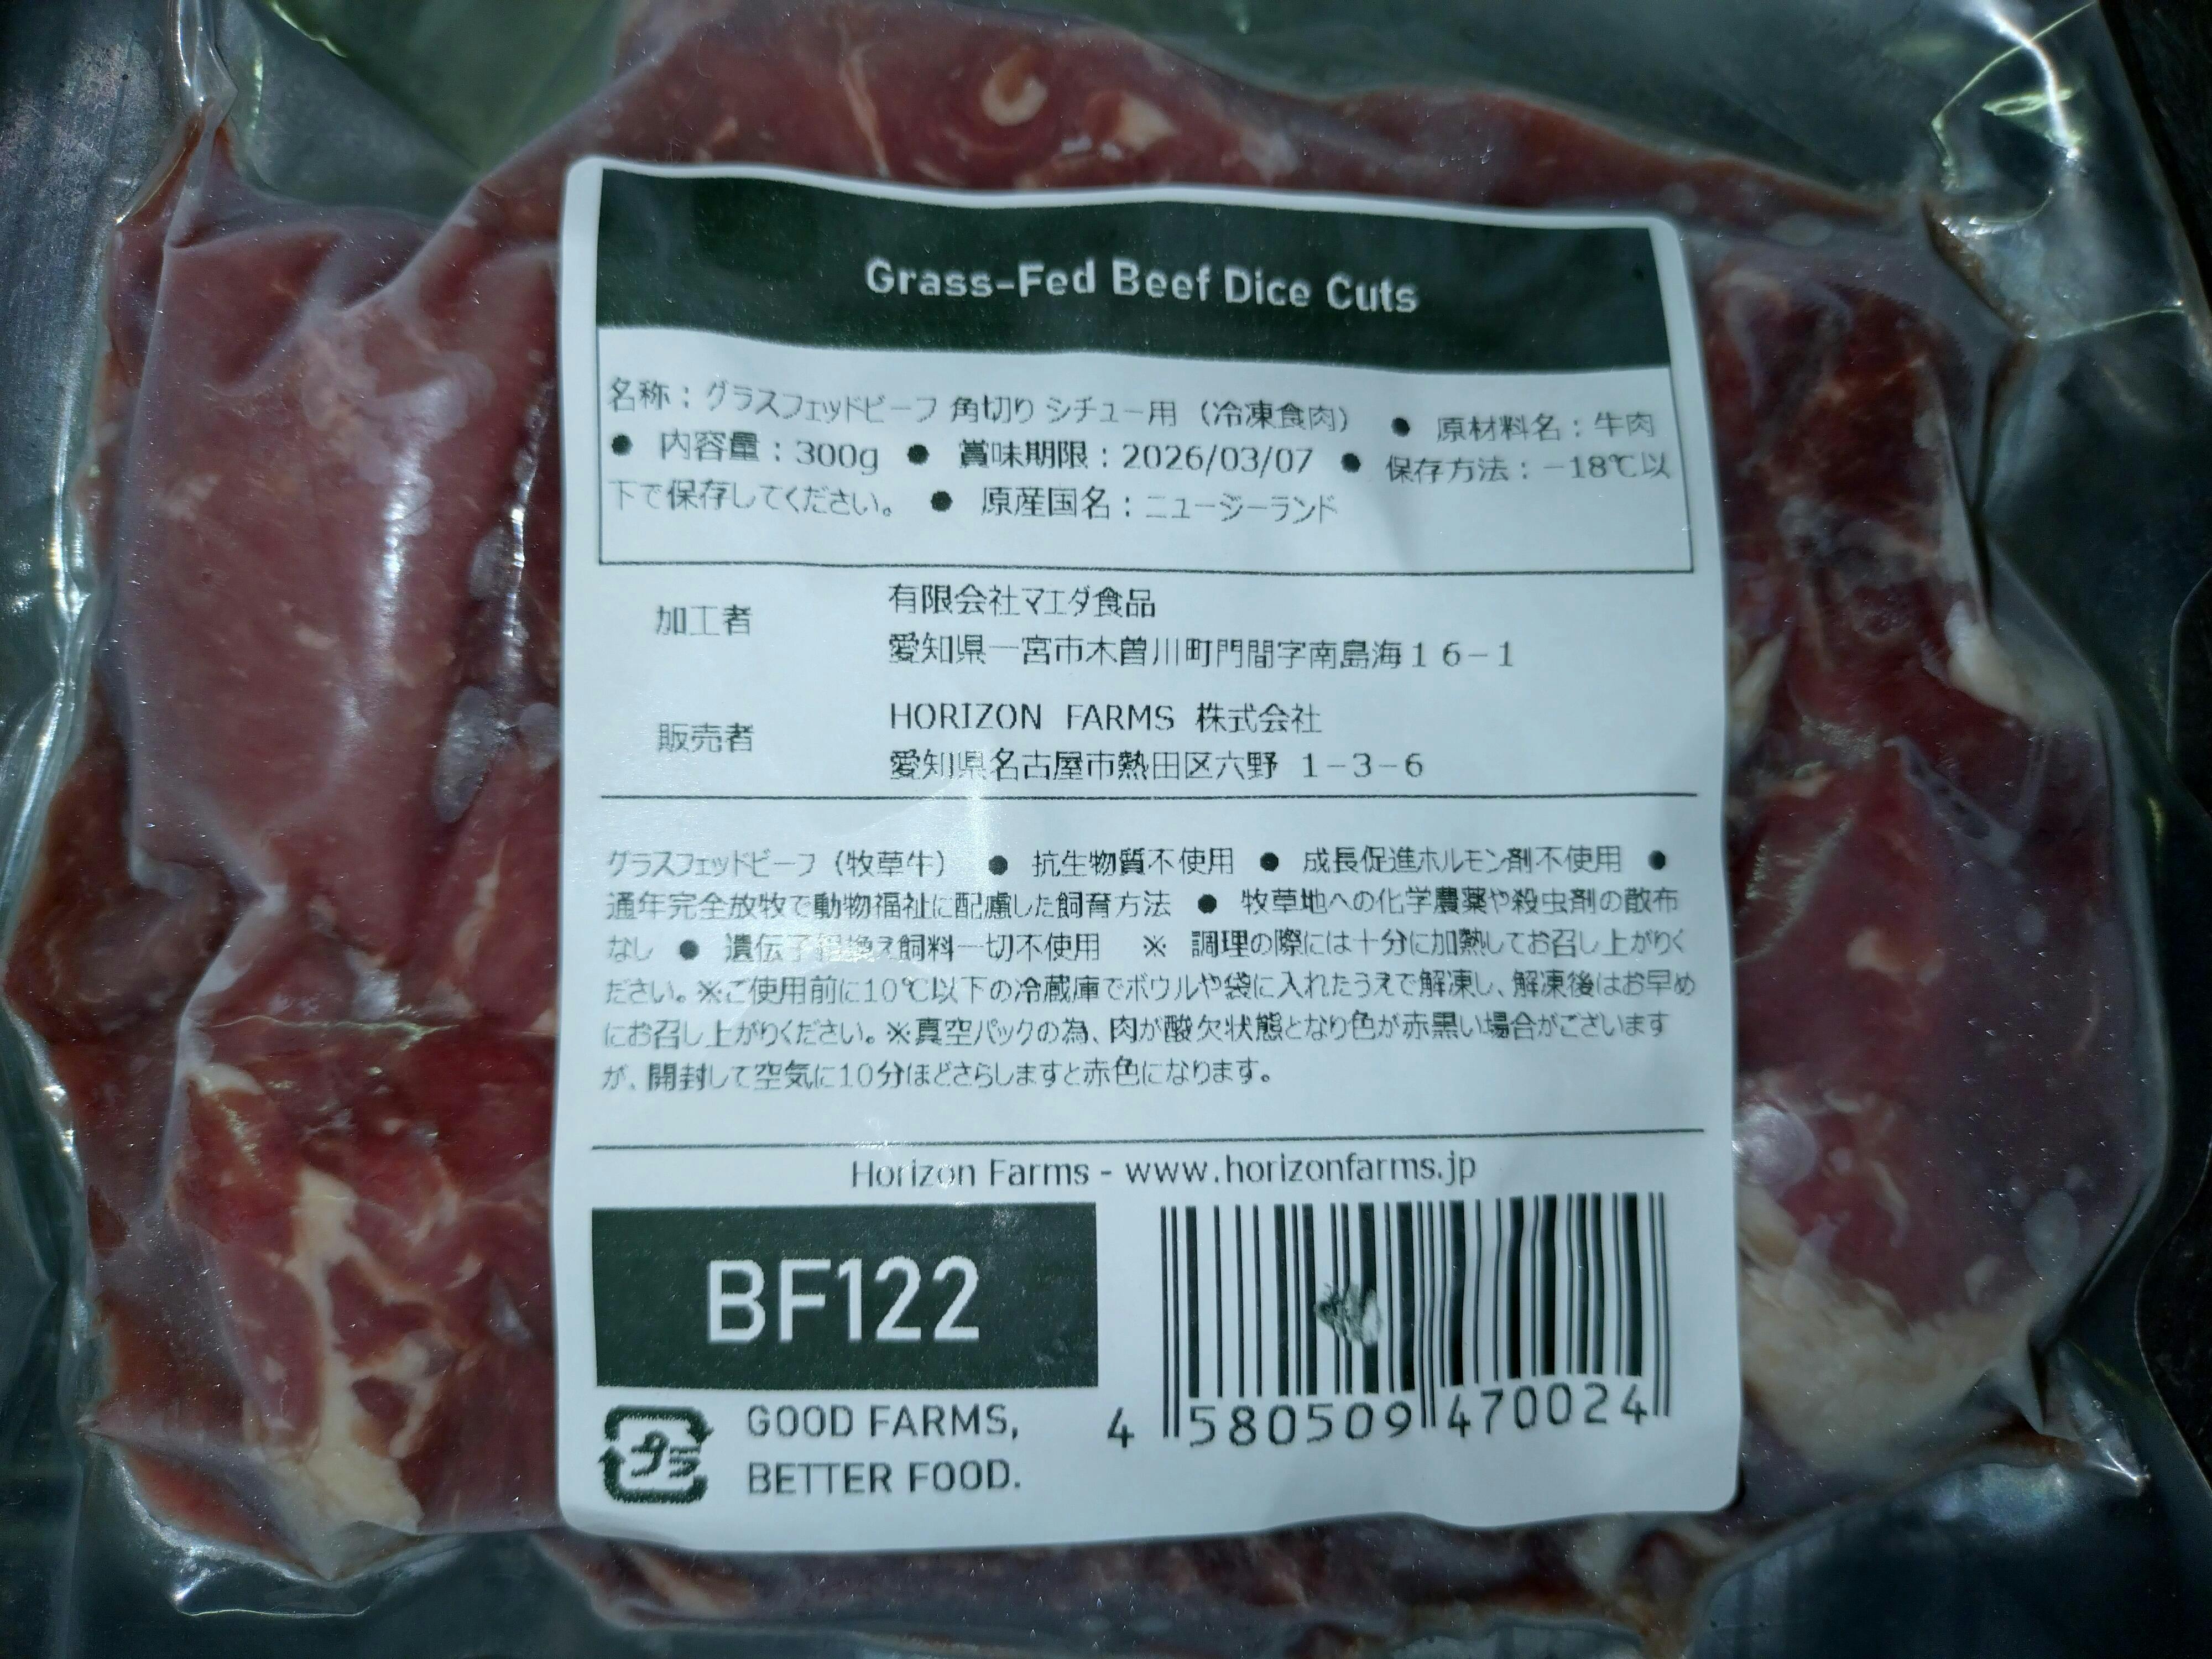 Grass-Fed Beef Dice Cuts
名称：グラスフェッドビーフ 角切り シチュー用（冷凍食肉） ● 原材料名：牛肉
● 内容量：300g ● 賞味期限：2026/03/07 ● 保存方法：－18℃以
下で保存してください。 ● 原産国名：ニュージーランド
加工者
有限会社マエダ食品
愛知県一宮市木曽川町門間字南島海１６－１
販売者
HORIZON FARMS 株式会社
愛知県名古屋市熱田区六野 １－３－６
グラスフェッドビーフ（牧草牛） ● 抗生物質不使用 ● 成長促進ホルモン剤不使用 ●
通年完全放牧で動物福祉に配慮した飼育方法 ● 牧草地への化学農薬や殺虫剤の散布
なし ● 遺伝子組換え飼料一切不使用 ※ 調理の際には十分に加熱してお召し上がりく
ださい。※ご使用前に10℃以下の冷蔵庫でボウルや袋に入れたうえで解凍し、解凍後はお早め
にお召し上がりください。※真空パックの為、肉が酸欠状態となり色が赤黒い場合がございます
が、開封して空気に10分ほどさらしますと赤色になります。
Horizon Farms - www.horizonfarms.jp
BF122
プラ
GOOD FARMS,
BETTER FOOD.
4 580509 470024